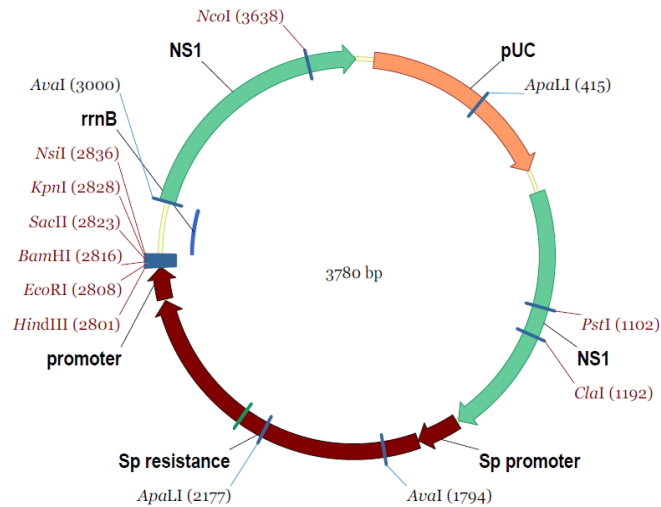 NcoI (3638)
NS1
pUC
AvaI (3000)
ApaLI (415)
rrnB
NsiI (2836)
KpnI (2828)
SacII (2823)
BamHI (2816)
EcoRI (2808)
HindIII (2801)
3780 bp
promoter
PstI (1102)
NS1
ClaI (1192)
Sp resistance
Sp promoter
ApaLI (2177)
AvaI (1794)